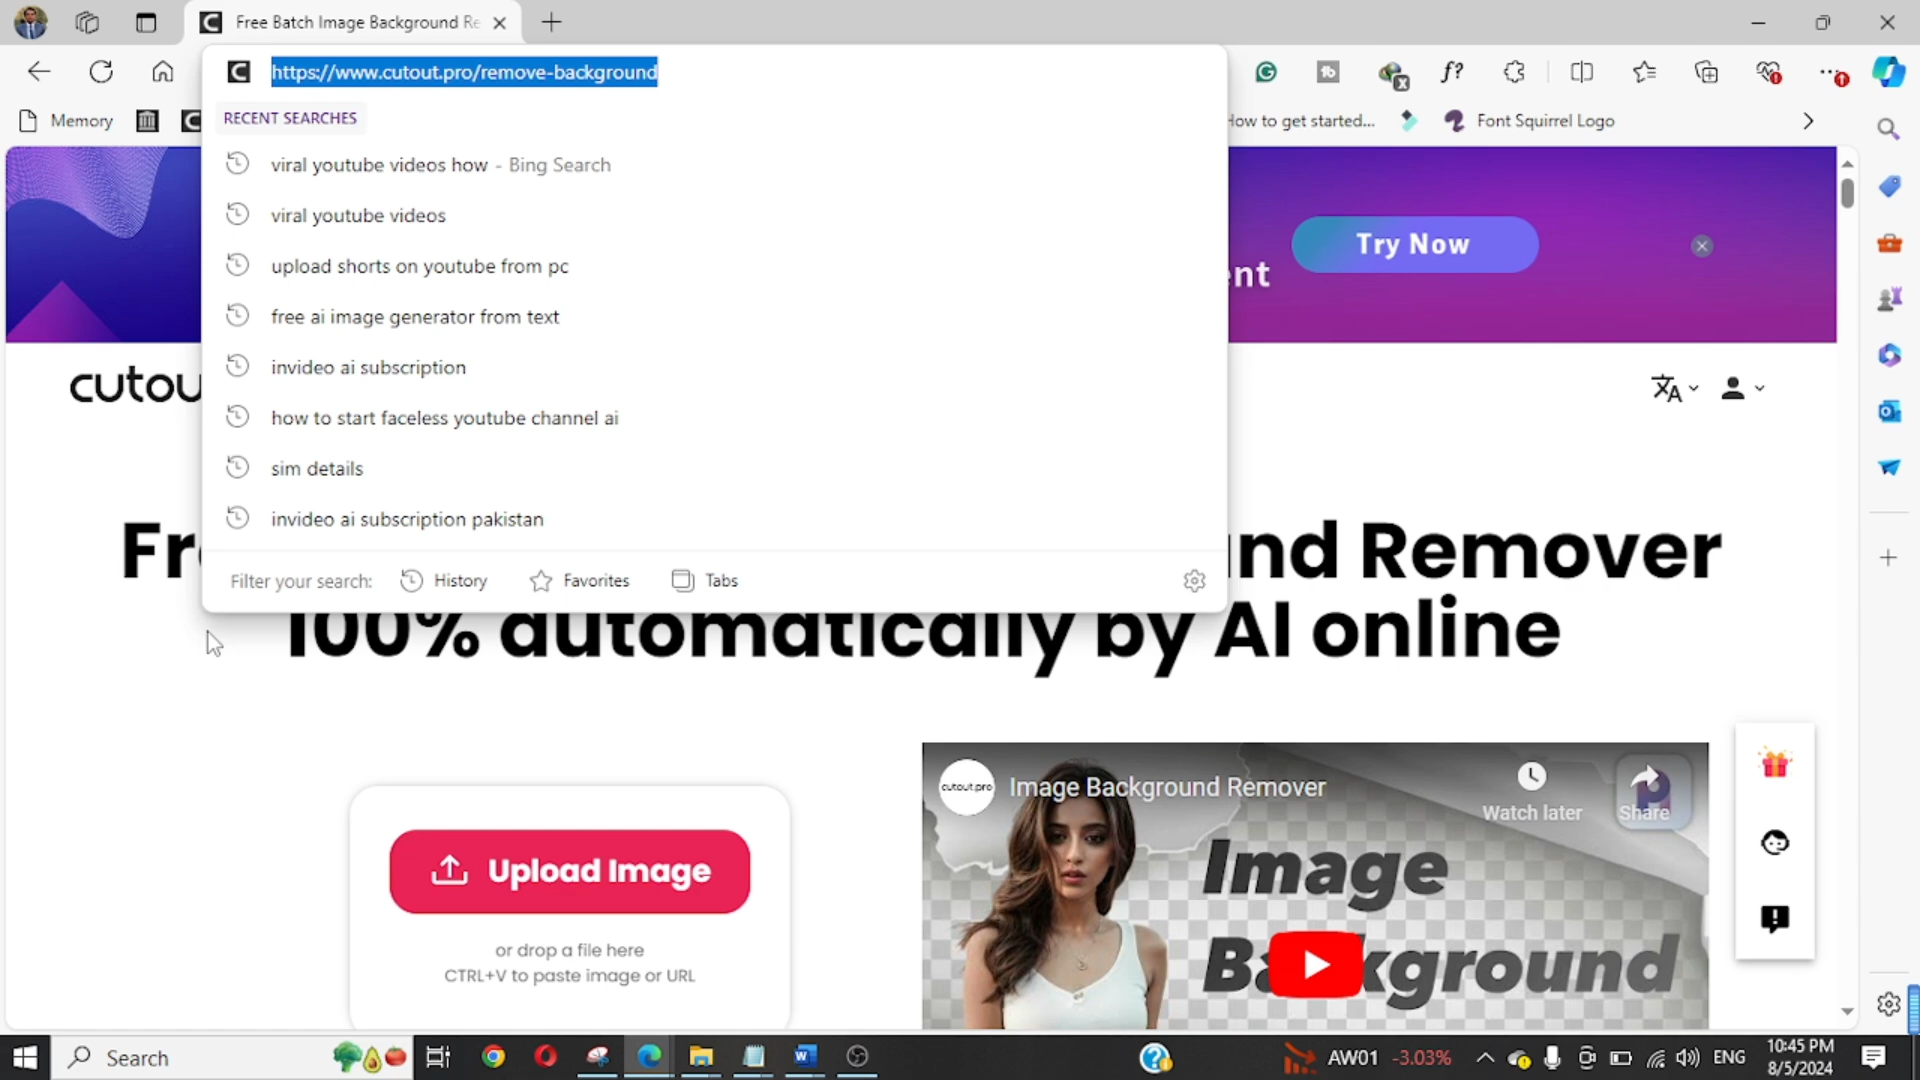 Free Batch Image Background Re
https://www.cutout.pro/remove-background
Memory
How to get started...
Font Squirrel Logo
RECENT SEARCHES
viral youtube videos how - Bing Search
viral youtube videos
upload shorts on youtube from pc
free ai image generator from text
invideo ai subscription
how to start faceless youtube channel ai
sim details
invideo ai subscription pakistan
Filter your search: History Favorites Tabs
Try Now
ent
cutou
Fr
nd Remover
100% automatically by AI online
Upload Image
or drop a file here
CTRL+V to paste image or URL
cutout.pro
Image Background Remover
Watch later
Share
Image
Background
Search
AW01 -3.03%
ENG
10:45 PM
8/5/2024